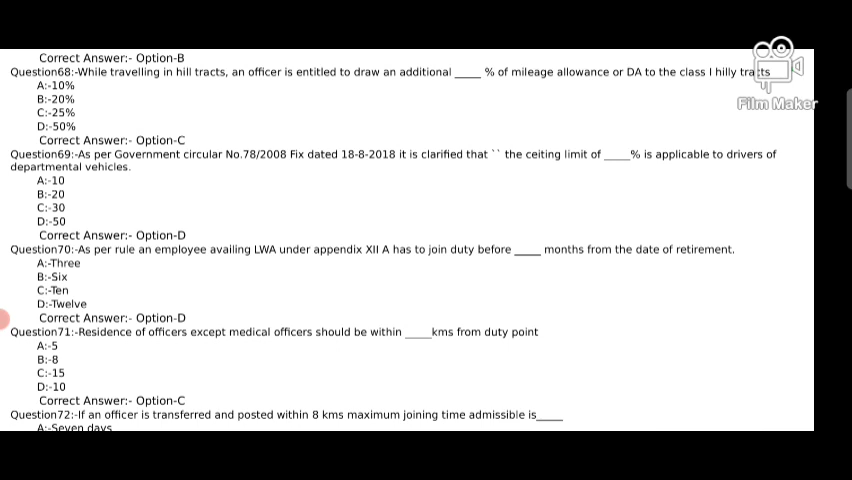 Correct Answer:- Option-B
Question68:-While travelling in hill tracts, an officer is entitled to draw an additional _____ % of mileage allowance or DA to the class I hilly tracts
A:-10%
B:-20%
C:-25%
D:-50%
Correct Answer:- Option-C
Question69:-As per Government circular No.78/2008 Fix dated 18-8-2018 it is clarified that ` ` the ceiting limit of _____% is applicable to drivers of
departmental vehicles.
A:-10
B:-20
C:-30
D:-50
Correct Answer:- Option-D
Question70:-As per rule an employee availing LWA under appendix XII A has to join duty before _____ months from the date of retirement.
A:-Three
B:-Six
C:-Ten
D:-Twelve
Correct Answer:- Option-D
Question71:-Residence of officers except medical officers should be within _____kms from duty point
A:-5
B:-8
C:-15
D:-10
Correct Answer:- Option-C
Question72:-If an officer is transferred and posted within 8 kms maximum joining time admissible is_____
A:-Seven days
Film Maker